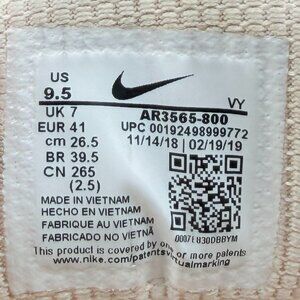 US
9.5
VY
UK 7
AR3565-800
EUR 41
UPC 00192498999772
cm 26.5
11/14/18 | 02/19/19
BR 39.5
CN 265
(2.5)
MADE IN VIETNAM
HECHO EN VIETNAM
FABRIQUE AU VIETNAM
FABRICADO NO VIETNÃ
This product is covered by one or more patents.
www.nike.com/patentsvirtualmarking